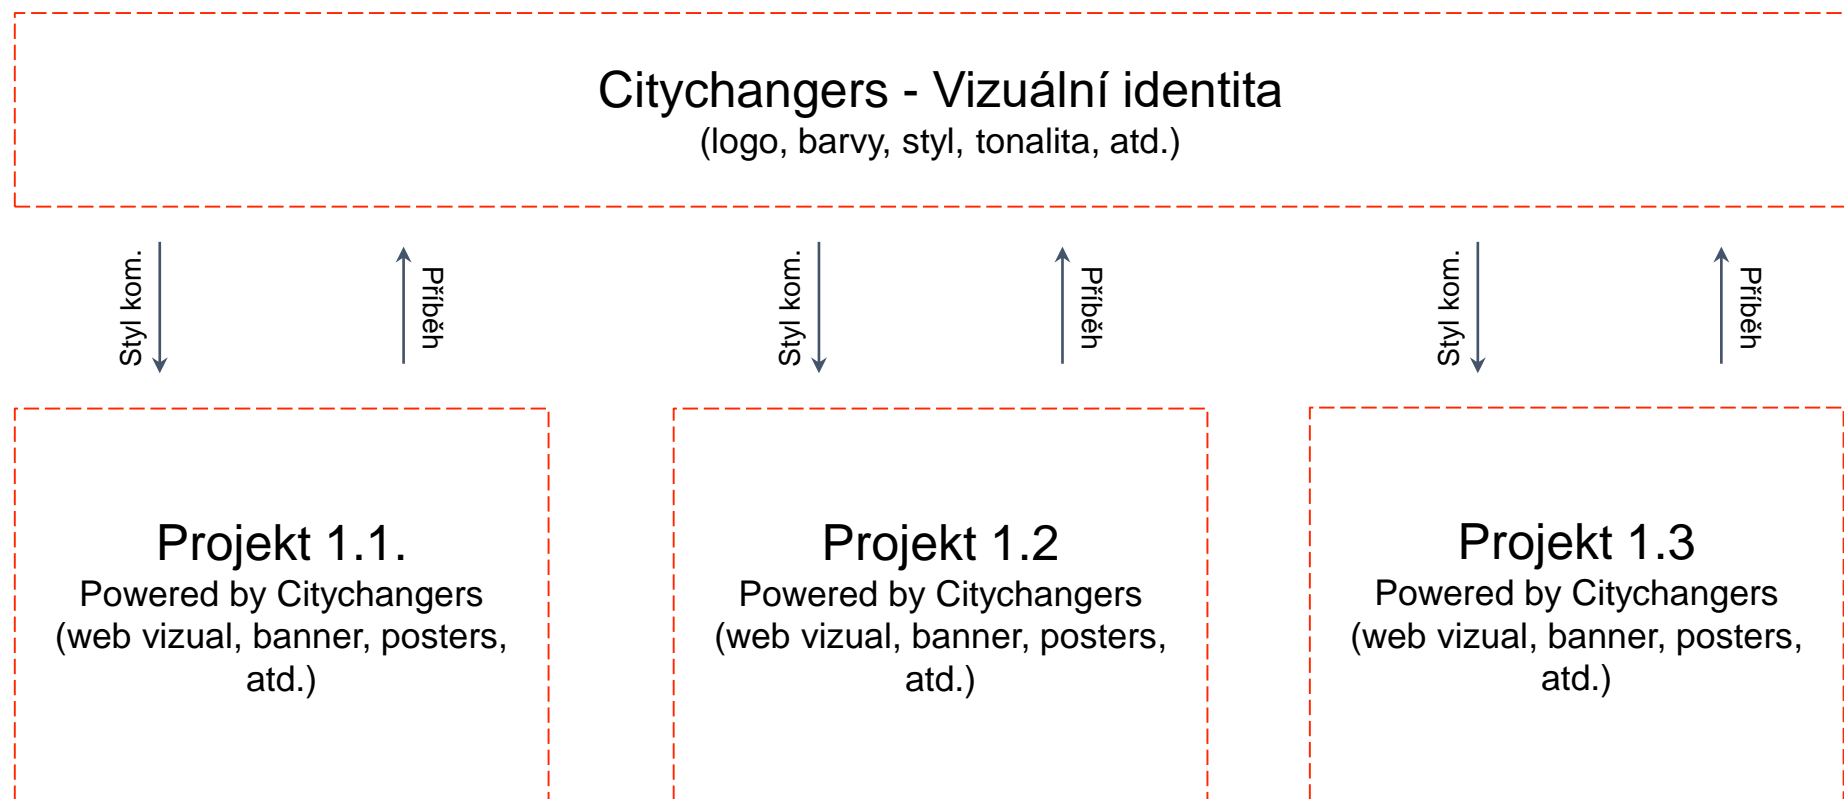 Citychangers - Vizuální identita
(logo, barvy, styl, tonalita, atd.)
Styl kom.
Příběh
Styl kom.
Příběh
Styl kom.
Příběh
Projekt 1.1.
Powered by Citychangers
(web vizual, banner, posters,
atd.)
Projekt 1.2
Powered by Citychangers
(web vizual, banner, posters,
atd.)
Projekt 1.3
Powered by Citychangers
(web vizual, banner, posters,
atd.)